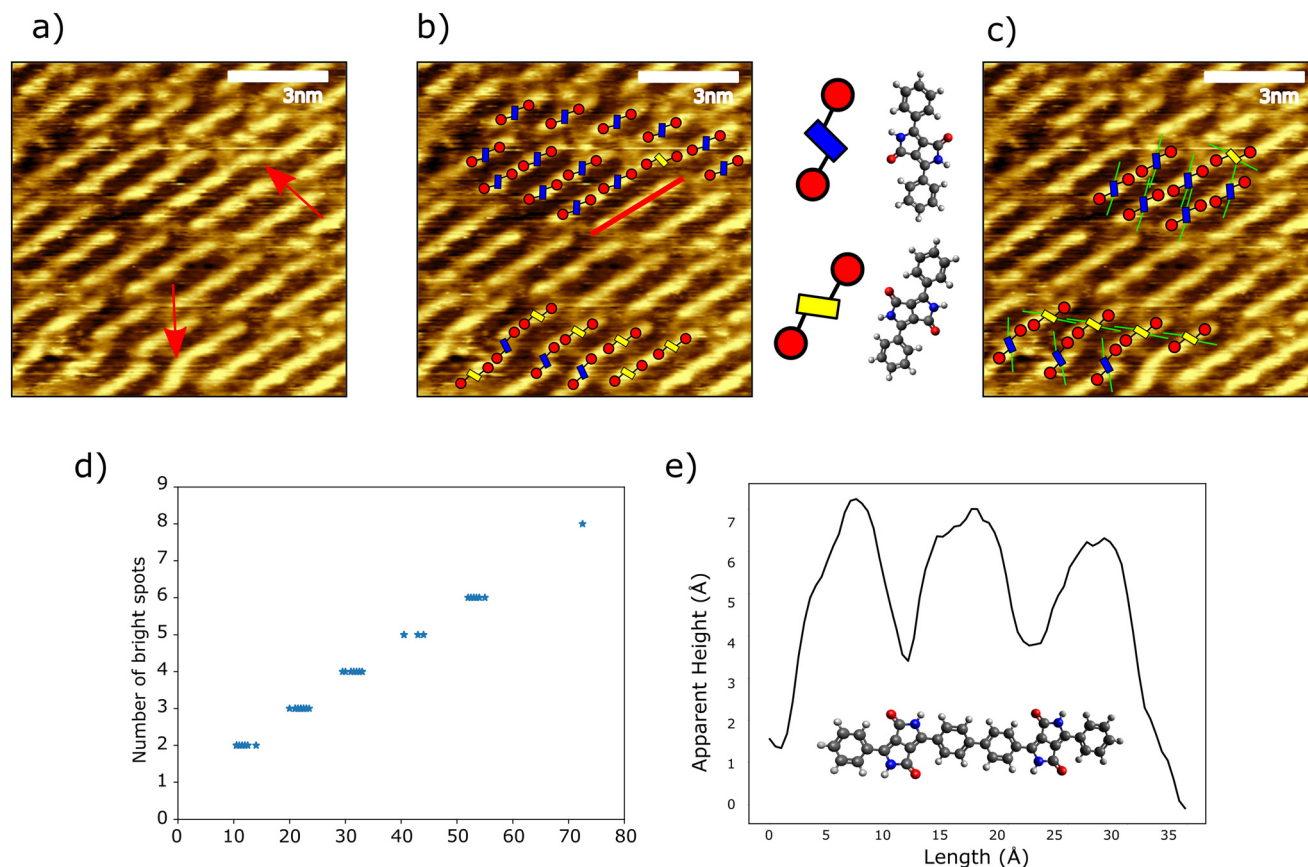 a)
b)
c)
3nm
3nm
3nm
d)
e)
Number of bright spots
9
8
7
6
5
4
3
2
1
0
0 10 20 30 40 50 60 70 80
Apparent Height (Å)
7
6
5
4
3
2
1
0
0 5 10 15 20 25 30 35
Length (Å)